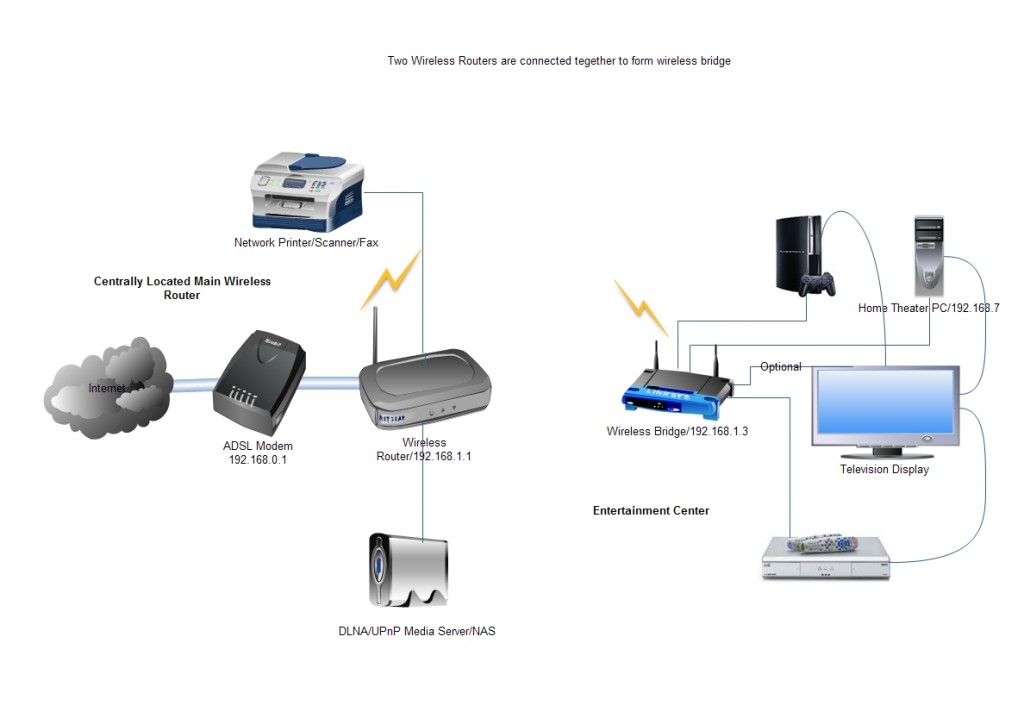 Two Wireless Routers are connected tegether to form wireless bridge
Network Printer/Scanner/Fax
Centrally Located Main Wireless
Router
Internet
ADSL Modem
192.168.0.1
NETGEAR
Wireless
Router/192.168.1.1
DLNA/UPnP Media Server/NAS
Home Theater PC/192.168.7
Optional
LINKSYS
Wireless Bridge/192.168.1.3
Television Display
Entertainment Center